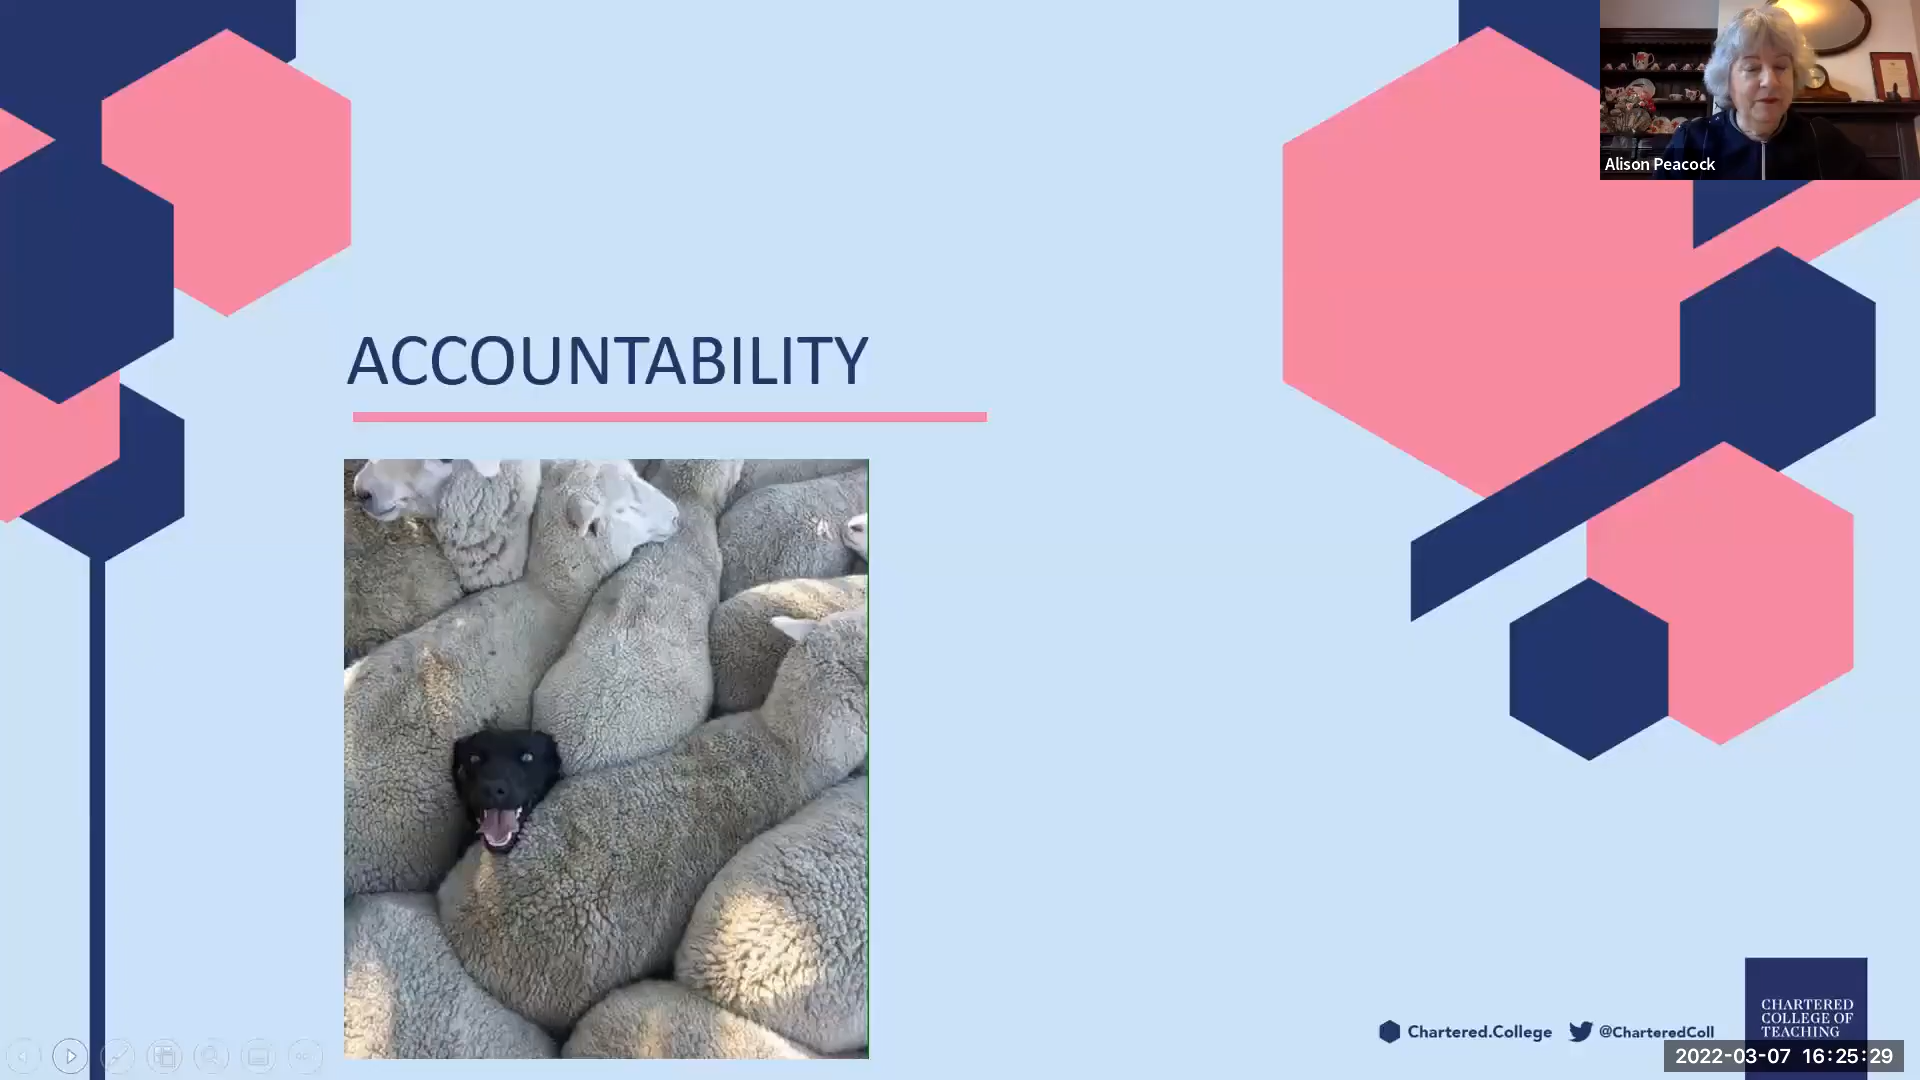 Alison Peacock
ACCOUNTABILITY
Chartered.College @CharteredColl
CHARTERED
COLLEGE OF
TEACHING
2022-03-07 16:25:29